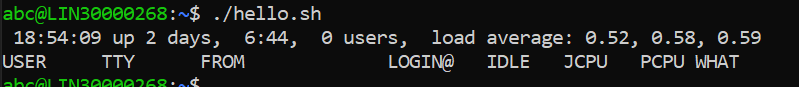 abc@LIN30000268:~$ ./hello.sh
 18:54:09 up 2 days,  6:44,  0 users,  load average: 0.52, 0.58, 0.59
USER     TTY      FROM             LOGIN@   IDLE   JCPU   PCPU WHAT
abc@LIN30000268:~$